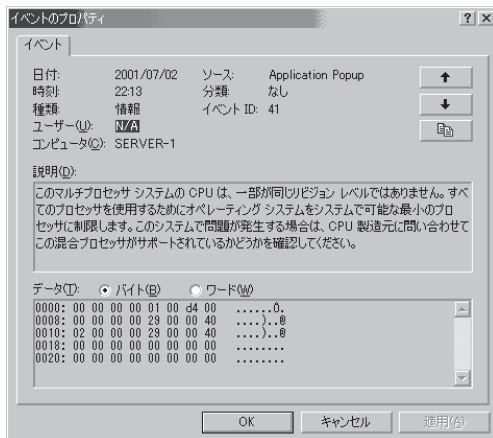 イベントのプロパティ
イベント
日付: 2001/07/02 ソース: Application Popup
時刻: 22:13 分類: なし
種類: 情報 イベント ID: 41
ユーザー(U): N/A
コンピュータ(C): SERVER-1
説明(D):
このマルチプロセッサ システムの CPU は、一部が同じリビジョン レベルではありません。すべ
てのプロセッサを使用するためにオペレーティング システムをシステムで可能な最小のプロ
セッサに制限します。このシステムで問題が発生する場合は、CPU 製造元に問い合わせて
この混合プロセッサがサポートされているかどうかを確認してください。
データ(T): バイト(B) ワード(W)
0000: 00 00 00 00 01 00 d4 00 ......Ô.
0008: 00 00 00 00 29 00 00 40 ....)..@
0010: 02 00 00 00 29 00 00 40 ....)..@
0018: 00 00 00 00 00 00 00 00 ........
0020: 00 00 00 00 00 00 00 00 ........
OK キャンセル 適用(A)